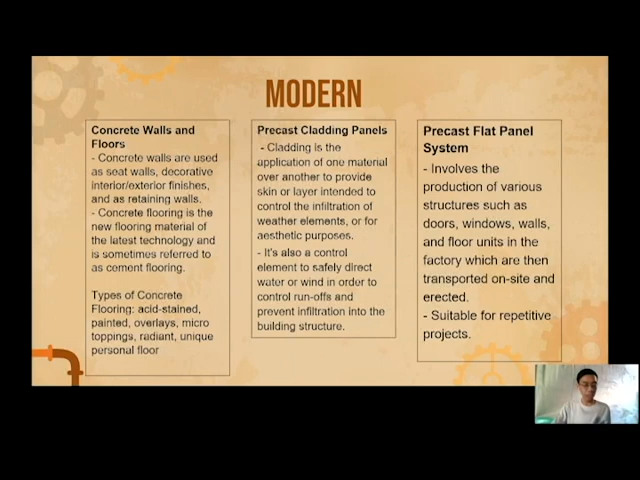 MODERN
Concrete Walls and
Floors
- Concrete walls are used
as seat walls, decorative
interior/exterior finishes,
and as retaining walls.
- Concrete flooring is the
new flooring material of
the latest technology and
is sometimes referred to
as cement flooring.
Types of Concrete
Flooring: acid-stained,
painted, overlays, micro
toppings, radiant, unique
personal floor
Precast Cladding Panels
- Cladding is the
application of one material
over another to provide
skin or layer intended to
control the infiltration of
weather elements, or for
aesthetic purposes.
- It's also a control
element to safely direct
water or wind in order to
control run-offs and
prevent infiltration into the
building structure.
Precast Flat Panel
System
- Involves the
production of various
structures such as
doors, windows, walls,
and floor units in the
factory which are then
transported on-site and
erected.
- Suitable for repetitive
projects.